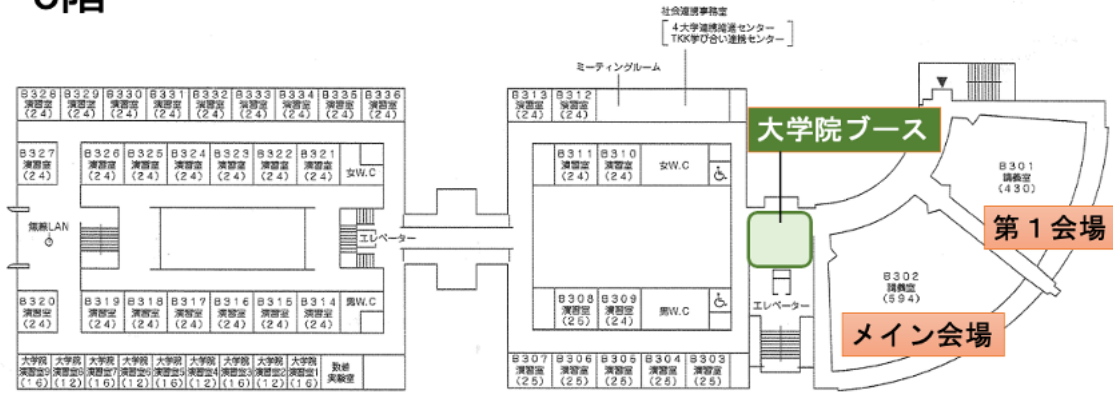 社会連携事務室
4大学連携推進センター
TKK学び合い連携センター
ミーティングルーム
B328
演習室
(24)
B329
演習室
(24)
B330
演習室
(24)
B331
演習室
(24)
B332
演習室
(24)
B333
演習室
(24)
B334
演習室
(24)
B335
演習室
(24)
B336
演習室
(24)
B313
演習室
(24)
B312
演習室
(24)
大学院ブース
B327
演習室
(24)
B326
演習室
(24)
B325
演習室
(24)
B324
演習室
(24)
B323
演習室
(24)
B322
演習室
(24)
B321
演習室
(24)
女W.C
B311
演習室
(24)
B310
演習室
(24)
女W.C
B301
講義室
(430)
第1会場
無線LAN
エレベーター
B302
講義室
(594)
メイン会場
エレベーター
B320
演習室
(24)
B319
演習室
(24)
B318
演習室
(24)
B317
演習室
(24)
B316
演習室
(24)
B315
演習室
(24)
B314
演習室
(24)
男W.C
B308
演習室
(25)
B309
演習室
(24)
男W.C
大学院
演習室9
(16)
大学院
演習室8
(12)
大学院
演習室7
(16)
大学院
演習室6
(12)
大学院
演習室5
(16)
大学院
演習室4
(12)
大学院
演習室3
(16)
大学院
演習室2
(12)
大学院
演習室1
(16)
実験室
B307
演習室
(25)
B306
演習室
(25)
B305
演習室
(25)
B304
演習室
(25)
B303
演習室
(25)